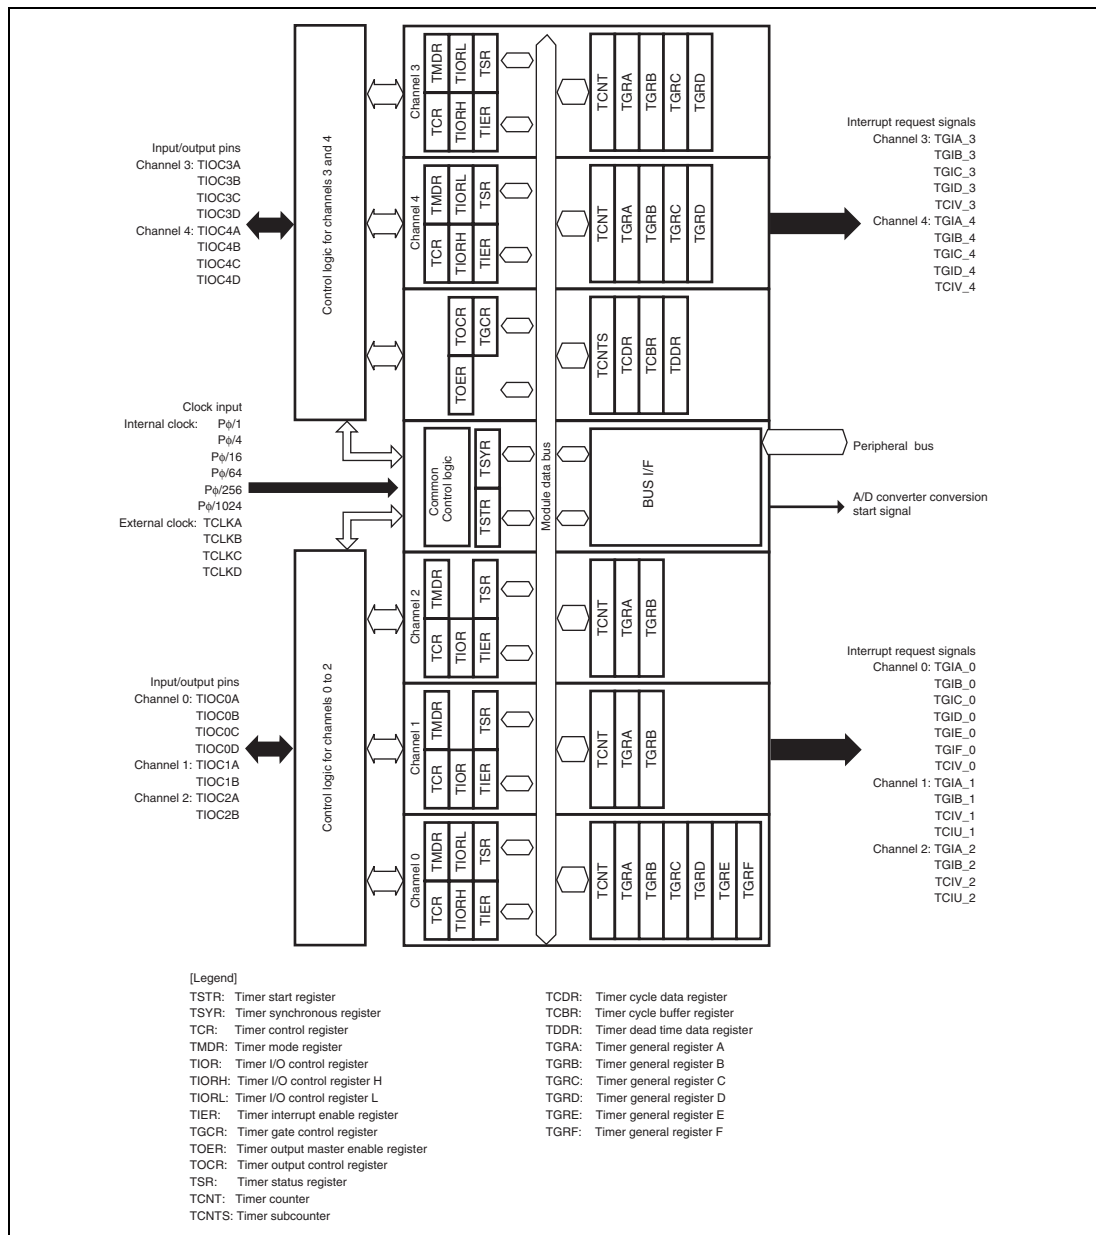 Input/output pins
Channel 3: TIOC3A
TIOC3B
TIOC3C
TIOC3D
Channel 4: TIOC4A
TIOC4B
TIOC4C
TIOC4D
Clock input
Internal clock: Pφ/1
Pφ/4
Pφ/16
Pφ/64
Pφ/256
Pφ/1024
External clock: TCLKA
TCLKB
TCLKC
TCLKD
Input/output pins
Channel 0: TIOC0A
TIOC0B
TIOC0C
TIOC0D
Channel 1: TIOC1A
TIOC1B
Channel 2: TIOC2A
TIOC2B
Control logic for channels 3 and 4
Control logic for channels 0 to 2
Channel 3
TMDR TIORL TSR
TCR TIORH TIER
TCNT TGRA TGRB TGRC TGRD
Channel 4
TMDR TIORL TSR
TCR TIORH TIER
TCNT TGRA TGRB TGRC TGRD
TOCR TGCR
TOER
TCNTS TCDR TCBR TDDR
Common
Control logic
TSYR
TSTR
Module data bus
BUS I/F
Channel 2
TMDR TSR
TCR TIOR TIER
TCNT TGRA TGRB
Channel 1
TMDR TSR
TCR TIOR TIER
TCNT TGRA TGRB
Channel 0
TMDR TIORL TSR
TCR TIORH TIER
TCNT TGRA TGRB TGRC TGRD TGRE TGRF
Interrupt request signals
Channel 3: TGIA_3
TGIB_3
TGIC_3
TGID_3
TCIV_3
Channel 4: TGIA_4
TGIB_4
TGIC_4
TGID_4
TCIV_4
Peripheral bus
A/D converter conversion
start signal
Interrupt request signals
Channel 0: TGIA_0
TGIB_0
TGIC_0
TGID_0
TGIE_0
TGIF_0
TCIV_0
Channel 1: TGIA_1
TGIB_1
TCIV_1
TCIU_1
Channel 2: TGIA_2
TGIB_2
TCIV_2
TCIU_2
[Legend]
TSTR: Timer start register
TSYR: Timer synchronous register
TCR: Timer control register
TMDR: Timer mode register
TIOR: Timer I/O control register
TIORH: Timer I/O control register H
TIORL: Timer I/O control register L
TIER: Timer interrupt enable register
TGCR: Timer gate control register
TOER: Timer output master enable register
TOCR: Timer output control register
TSR: Timer status register
TCNT: Timer counter
TCNTS: Timer subcounter
TCDR: Timer cycle data register
TCBR: Timer cycle buffer register
TDDR: Timer dead time data register
TGRA: Timer general register A
TGRB: Timer general register B
TGRC: Timer general register C
TGRD: Timer general register D
TGRE: Timer general register E
TGRF: Timer general register F